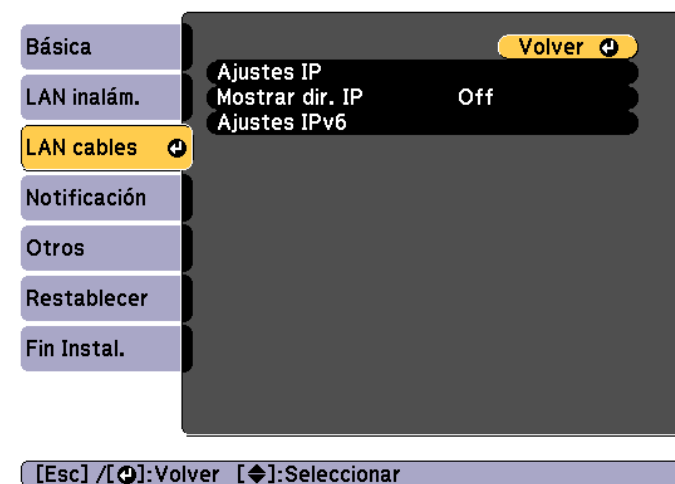 Básica
LAN inalám.
LAN cables
Notificación
Otros
Restablecer
Fin Instal.
Volver
Ajustes IP
Mostrar dir. IP Off
Ajustes IPv6
[Esc] /[⏎]:Volver [◆]:Seleccionar